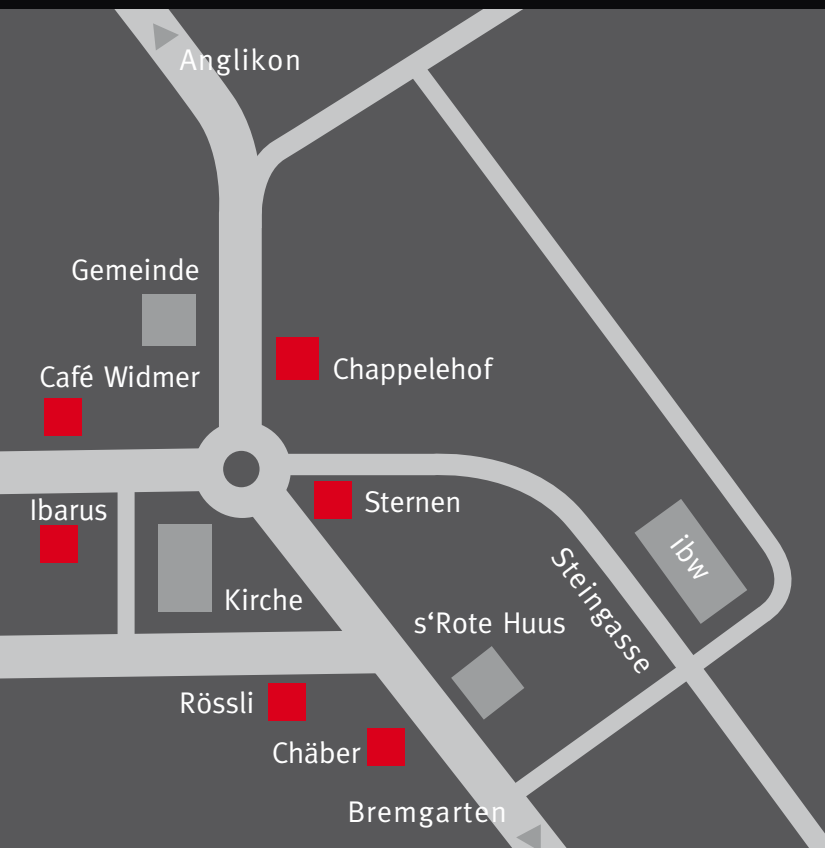 Anglikon
Gemeinde
Café Widmer
Chappelehof
Ibarus
Sternen
Kirche
Steingasse
ibw
s‘Rote Huus
Rössli
Chäber
Bremgarten